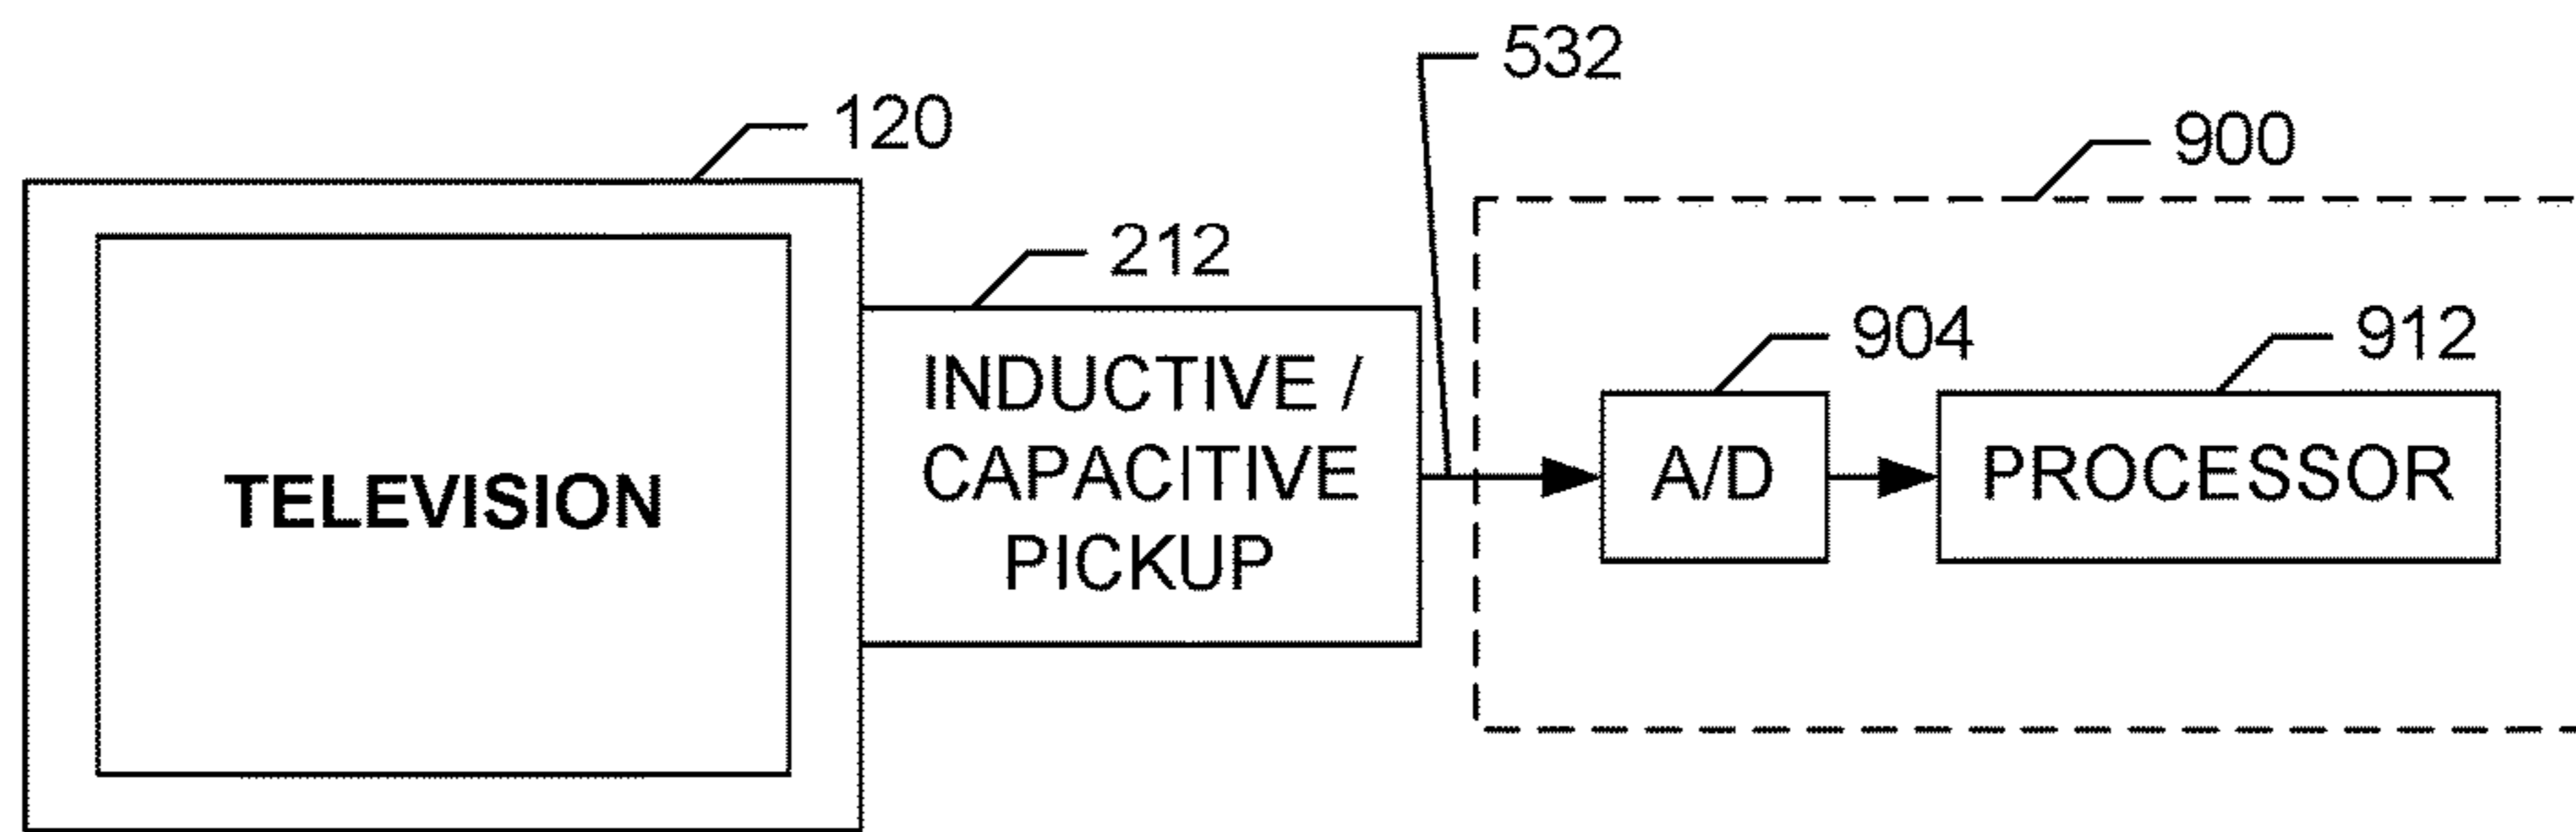 532
120
900
212
904
912
INDUCTIVE /
CAPACITIVE
PICKUP
TELEVISION
A/D
PROCESSOR